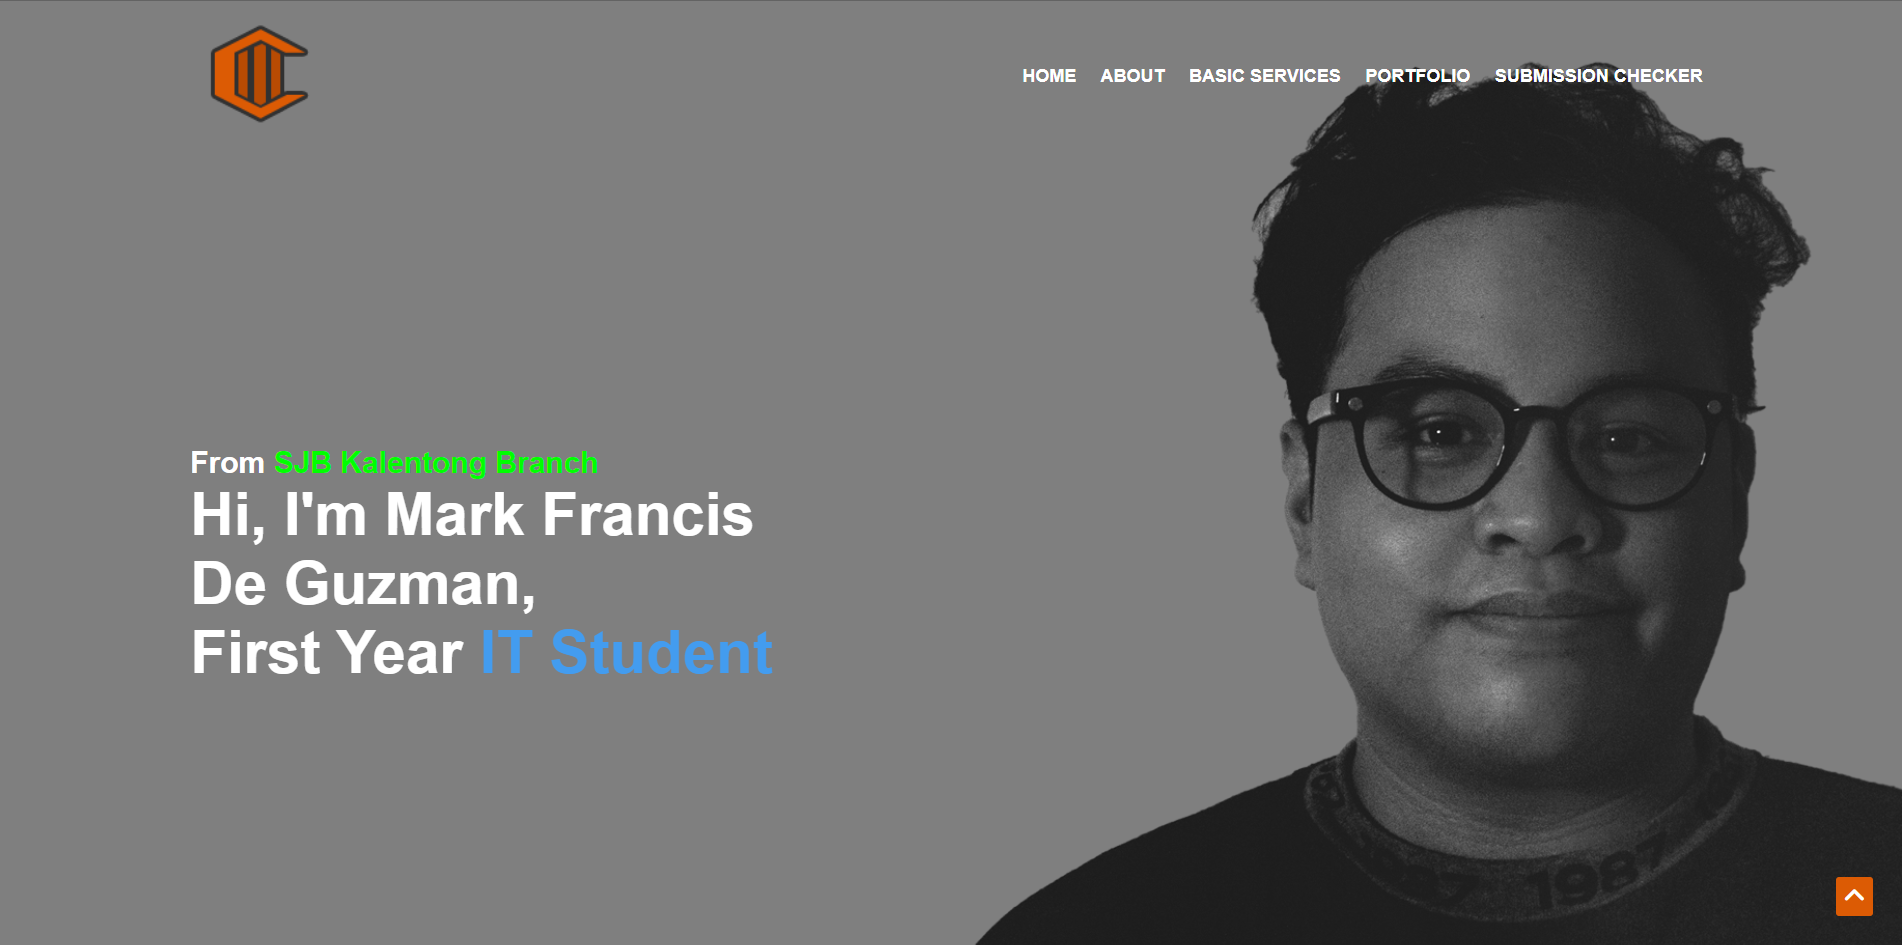 HOME ABOUT BASIC SERVICES PORTFOLIO SUBMISSION CHECKER
From SJB Kalentong Branch
Hi, I'm Mark Francis
De Guzman,
First Year IT Student
1987